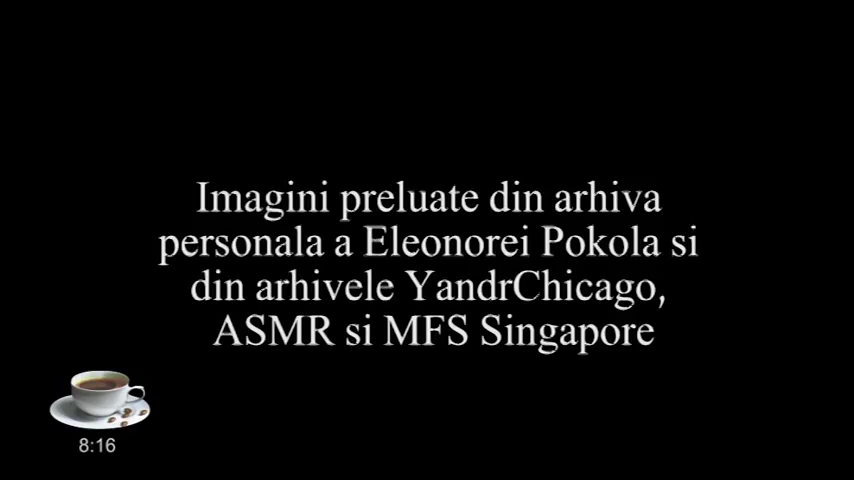 Imagini preluate din arhiva
personala a Eleonorei Pokola si
din arhivele YandrChicago,
ASMR si MFS Singapore
8:16